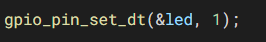 gpio_pin_set_dt(&led, 1);